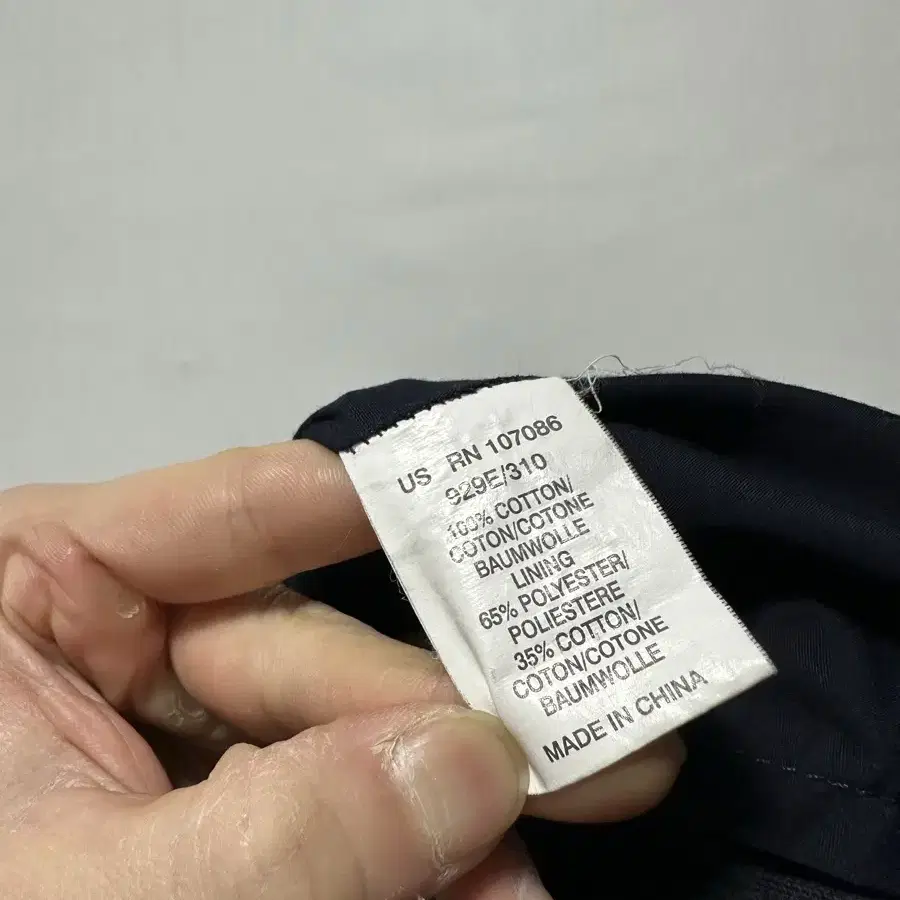 US RN 107086
929E/310
100% COTTON/
COTON/COTONE
BAUMWOLLE
LINING
65% POLYESTER/
POLIESTERE
35% COTTON/
COTON/COTONE
BAUMWOLLE
MADE IN CHINA